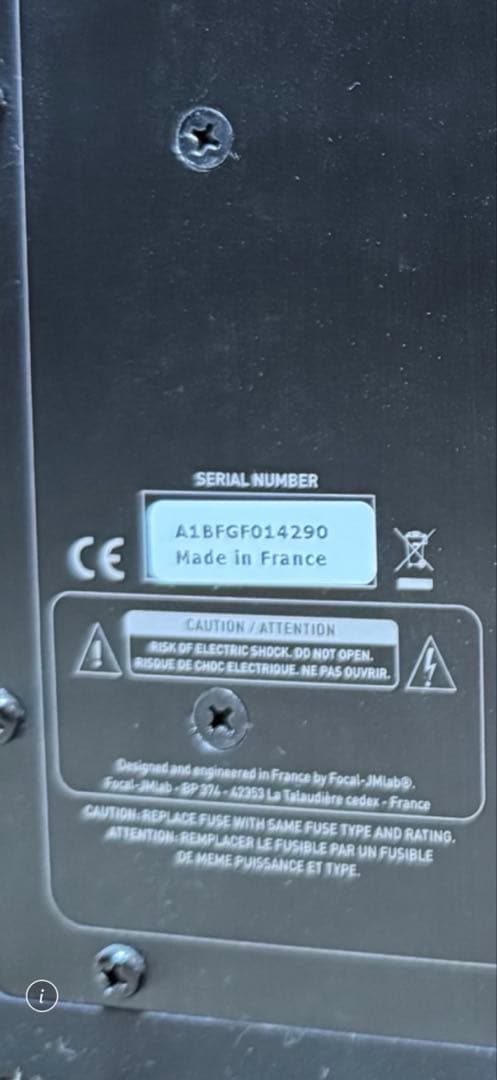 SERIAL NUMBER
A1BFGF014290
Made in France
CE
CAUTION / ATTENTION
RISK OF ELECTRIC SHOCK. DO NOT OPEN.
RISQUE DE CHOC ELECTRIQUE. NE PAS OUVRIR.
Designed and engineered in France by Focal-JMlab®.
Focal-JMlab - BP 374 - 42353 La Talaudière cedex - France
CAUTION: REPLACE FUSE WITH SAME FUSE TYPE AND RATING.
ATTENTION: REMPLACER LE FUSIBLE PAR UN FUSIBLE
DE MEME PUISSANCE ET TYPE.
i